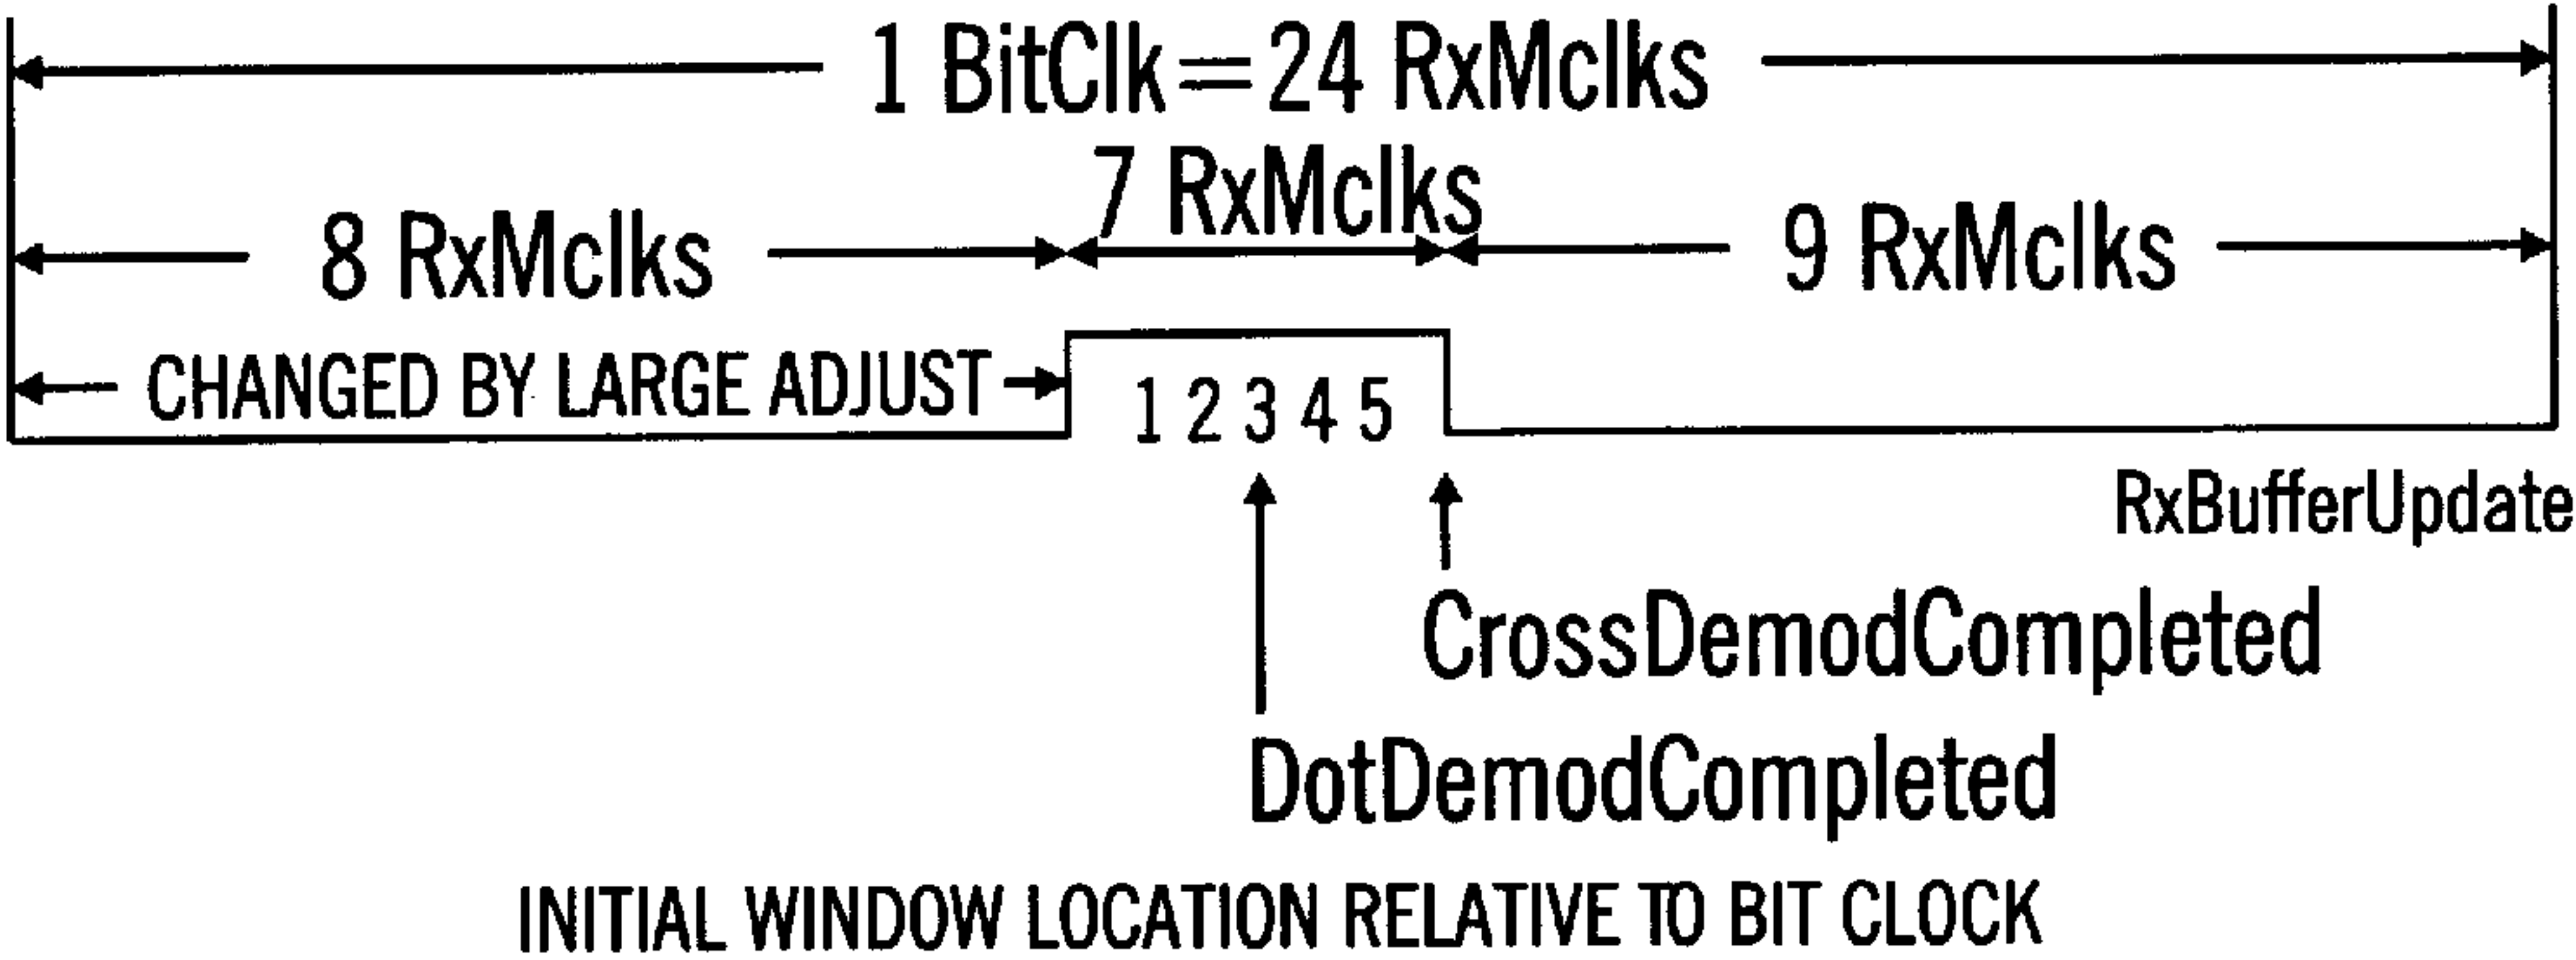 1 BitClk=24 RxMclks
7 RxMclks
8 RxMclks
9 RxMclks
CHANGED BY LARGE ADJUST
1 2 3 4 5
RxBufferUpdate
CrossDemodCompleted
DotDemodCompleted
INITIAL WINDOW LOCATION RELATIVE TO BIT CLOCK